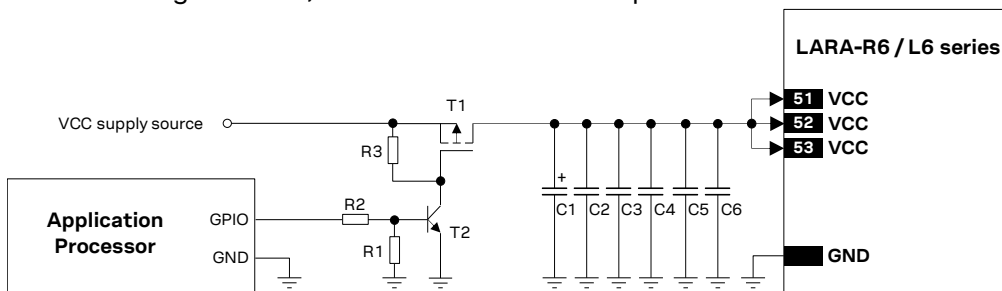 LARA-R6 / L6 series
T1
51 VCC
VCC supply source
52 VCC
R3
53 VCC
+
R2
C1 C2 C3 C4 C5 C6
Application
Processor
GPIO
T2
R1
GND
GND